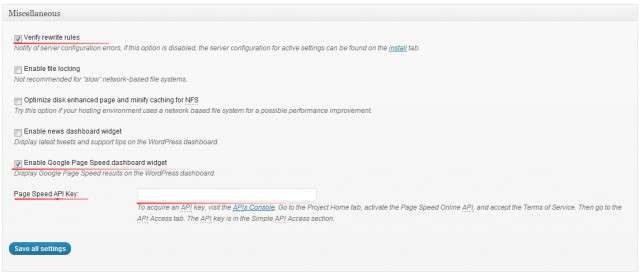 Miscellaneous
Verify rewrite rules
Notify of server configuration errors, if this option is disabled, the server configuration for active settings can be found on the install tab.
Enable file locking
Not recommended for "slow" network-based file systems.
Optimize disk enhanced page and minify caching for NFS
Try this option if your hosting environment uses a network based file system for a possible performance improvement.
Enable news dashboard widget
Display latest tweets and support tips on the WordPress dashboard.
Enable Google Page Speed dashboard widget
Display Google Page Speed results on the WordPress dashboard.
Page Speed API Key:
To acquire an API key, visit the APIs Console. Go to the Project Home tab, activate the Page Speed Online API, and accept the Terms of Service. Then go to the
API Access tab. The API key is in the Simple API Access section.
Save all settings